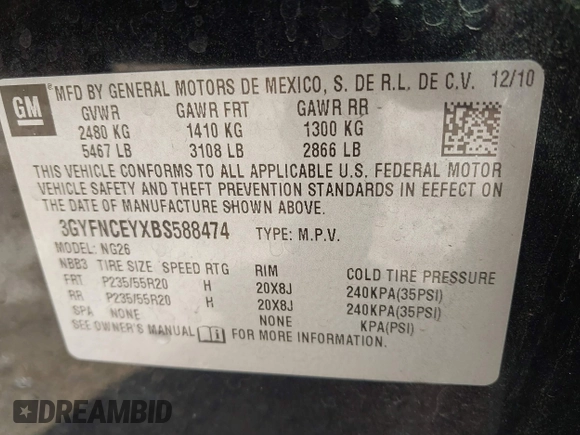 GM
MFD BY GENERAL MOTORS DE MEXICO, S. DE R.L. DE C.V. 12/10
GVWR GAWR FRT GAWR RR
2480 KG 1410 KG 1300 KG
5467 LB 3108 LB 2866 LB
THIS VEHICLE CONFORMS TO ALL APPLICABLE U.S. FEDERAL MOTOR
VEHICLE SAFETY AND THEFT PREVENTION STANDARDS IN EFFECT ON
THE DATE OF MANUFACTURE SHOWN ABOVE.
3GYFNCEYXBS588474 TYPE: M.P.V.
MODEL: NG26
NBB3 TIRE SIZE SPEED RTG RIM COLD TIRE PRESSURE
FRT P235/55R20 H 20X8J 240KPA(35PSI)
RR P235/55R20 H 20X8J 240KPA(35PSI)
SPA NONE NONE KPA(PSI)
SEE OWNER'S MANUAL FOR MORE INFORMATION.
DREAMBID